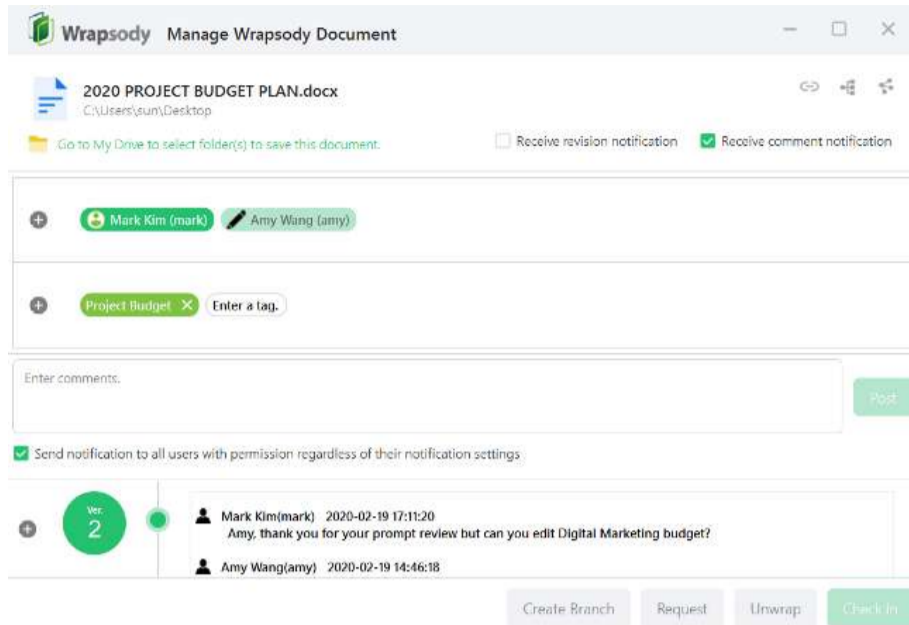 Wrapsody Manage Wrapsody Document
2020 PROJECT BUDGET PLAN.docx
C:\Users\sun\Desktop
Go to My Drive to select folder(s) to save this document.
Receive revision notification
Receive comment notification
Mark Kim (mark)
Amy Wang (amy)
Project Budget
Enter a tag.
Enter comments.
Post
Send notification to all users with permission regardless of their notification settings
Ver.
2
Mark Kim(mark) 2020-02-19 17:11:20
Amy, thank you for your prompt review but can you edit Digital Marketing budget?
Amy Wang(amy) 2020-02-19 14:46:18
Create Branch
Request
Unwrap
Check In